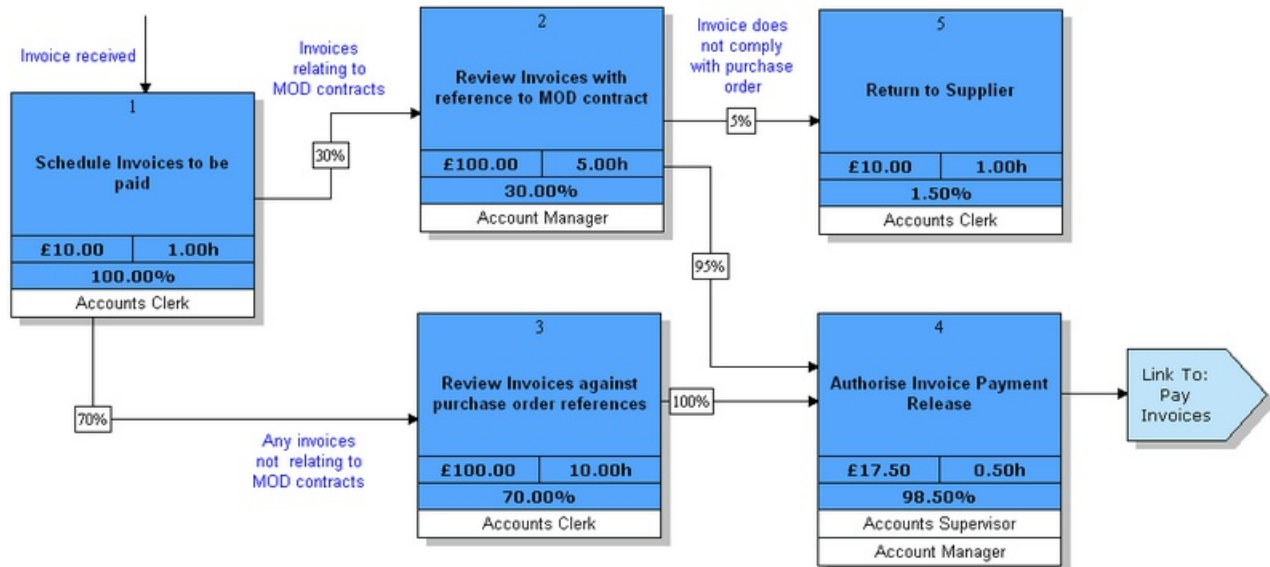 Invoice received
1
Schedule Invoices to be
paid
£10.00 1.00h
100.00%
Accounts Clerk
Invoices
relating to
MOD contracts
30%
2
Review Invoices with
reference to MOD contract
£100.00 5.00h
30.00%
Account Manager
Invoice does
not comply
with purchase
order
5%
5
Return to Supplier
£10.00 1.00h
1.50%
Accounts Clerk
95%
70%
Any invoices
not relating to
MOD contracts
3
Review Invoices against
purchase order references
£100.00 10.00h
70.00%
Accounts Clerk
100%
4
Authorise Invoice Payment
Release
£17.50 0.50h
98.50%
Accounts Supervisor
Account Manager
Link To:
Pay
Invoices